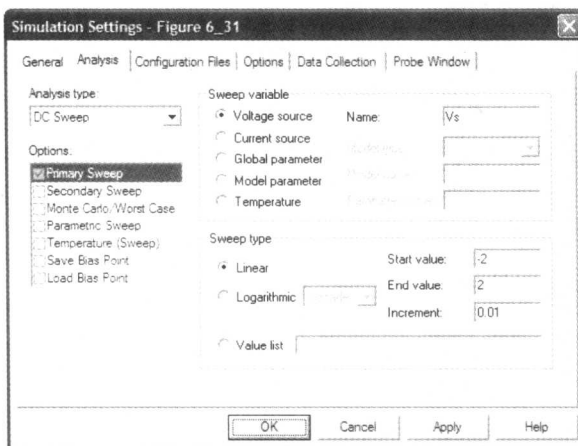 Simulation Settings - Figure 6_31
General Analysis Configuration Files Options Data Collection Probe Window
Analysis type:
DC Sweep
Options:
Primary Sweep
Secondary Sweep
Monte Carlo/Worst Case
Parametric Sweep
Temperature (Sweep)
Save Bias Point
Load Bias Point
Sweep variable
Voltage source
Current source
Global parameter
Model parameter
Temperature
Name: Vs
Sweep type
Linear
Logarithmic
Value list
Start value: -2
End value: 2
Increment: 0.01
OK Cancel Apply Help